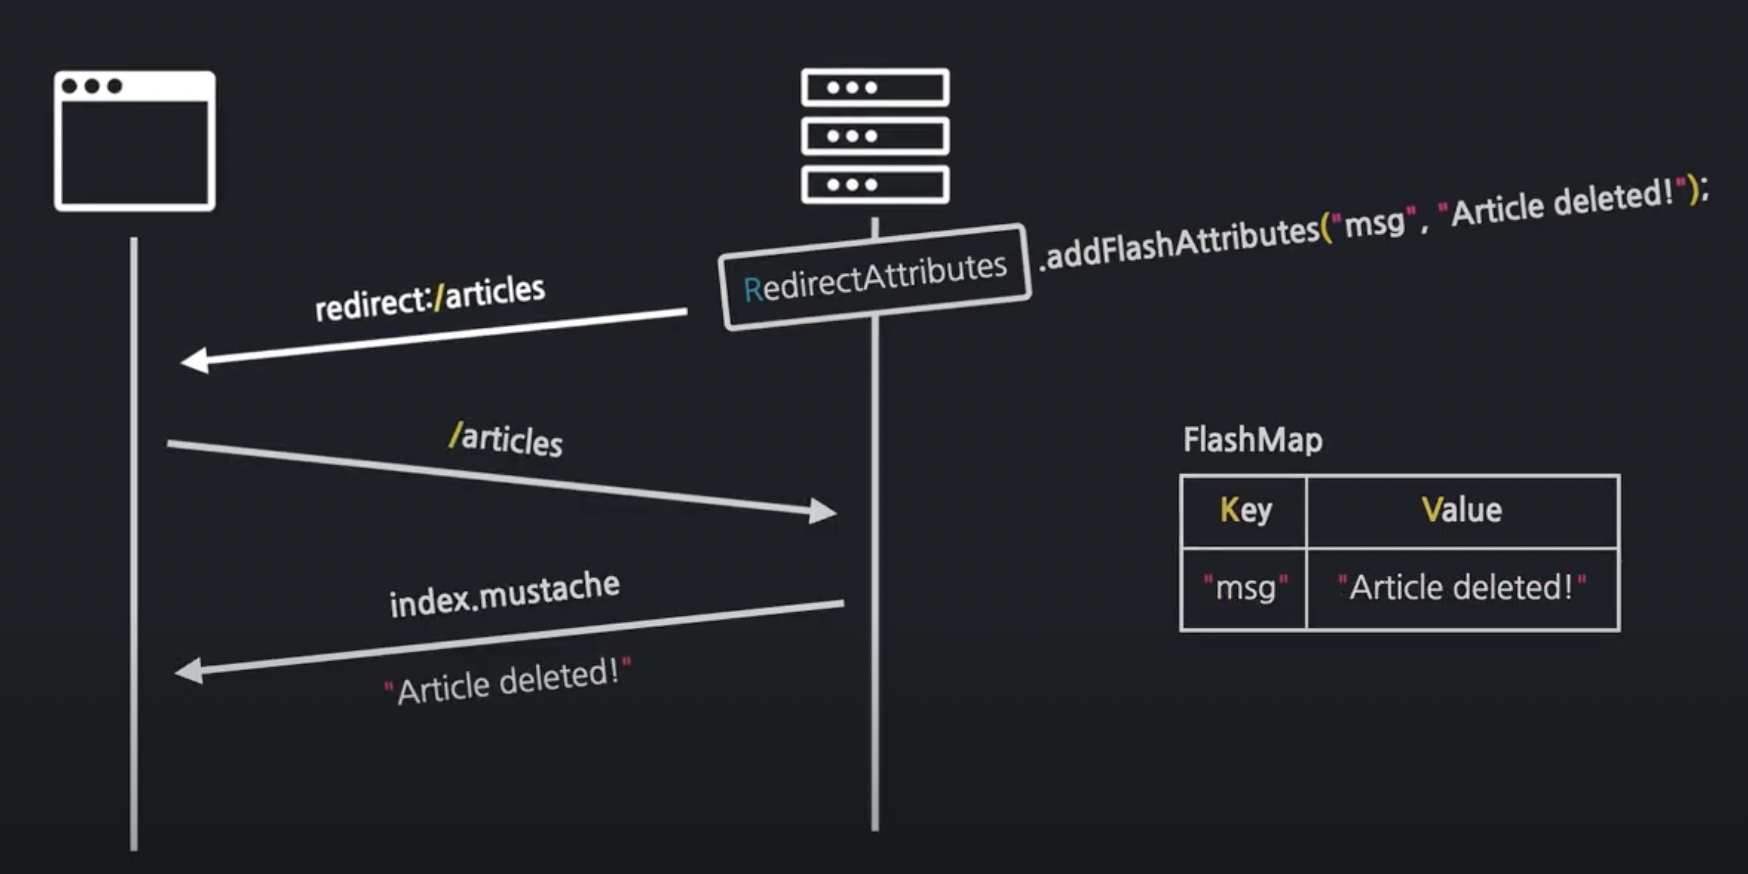 RedirectAttributes.addFlashAttributes("msg", "Article deleted!");
redirect:/articles
/articles
index.mustache
"Article deleted!"
FlashMap
Key Value
"msg" "Article deleted!"